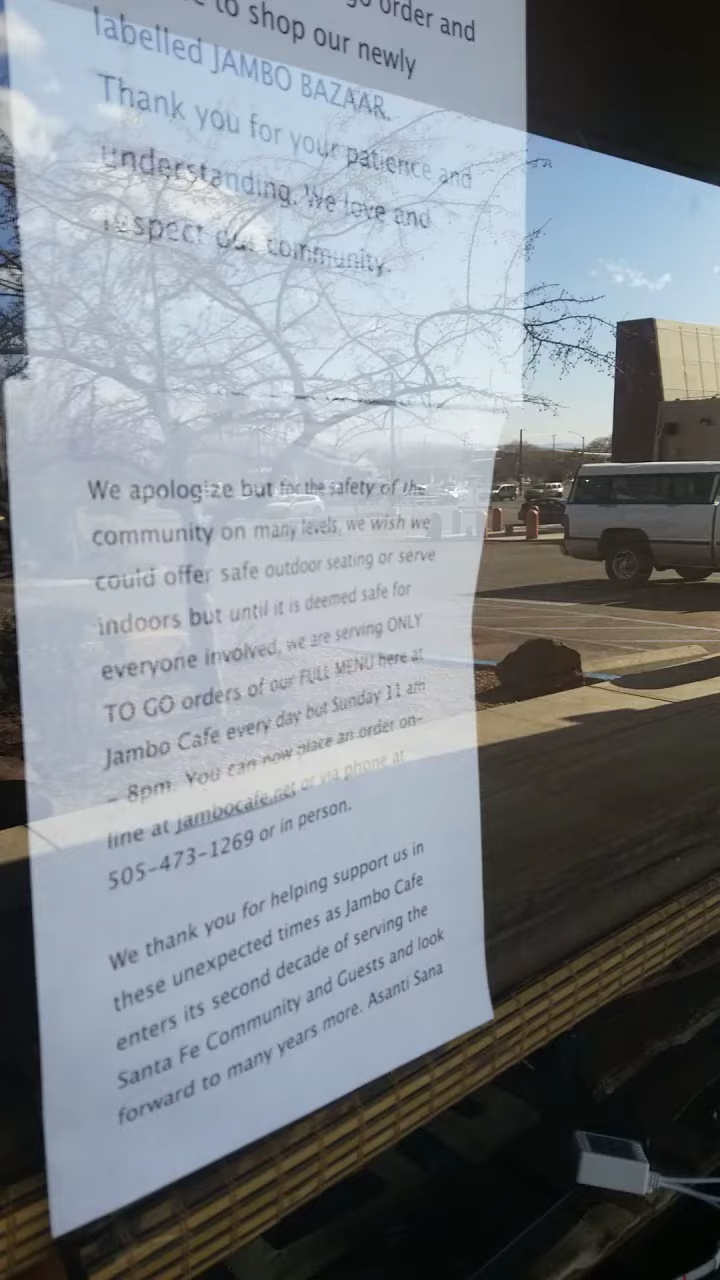 go order and
to shop our newly
labelled JAMBO BAZAAR.
Thank you for your patience and
understanding. We love and
respect our community.
We apologize but for the safety of the
community on many levels, we wish we
could offer safe outdoor seating or serve
indoors but until it is deemed safe for
everyone involved, we are serving ONLY
TO GO orders of our FULL MENU here at
Jambo Cafe every day but Sunday 11 am
– 8pm. You can now place an order on-
line at jambocafe.net or via phone at
505-473-1269 or in person.
We thank you for helping support us in
these unexpected times as Jambo Cafe
enters its second decade of serving the
Santa Fe Community and Guests and look
forward to many years more. Asanti Sana